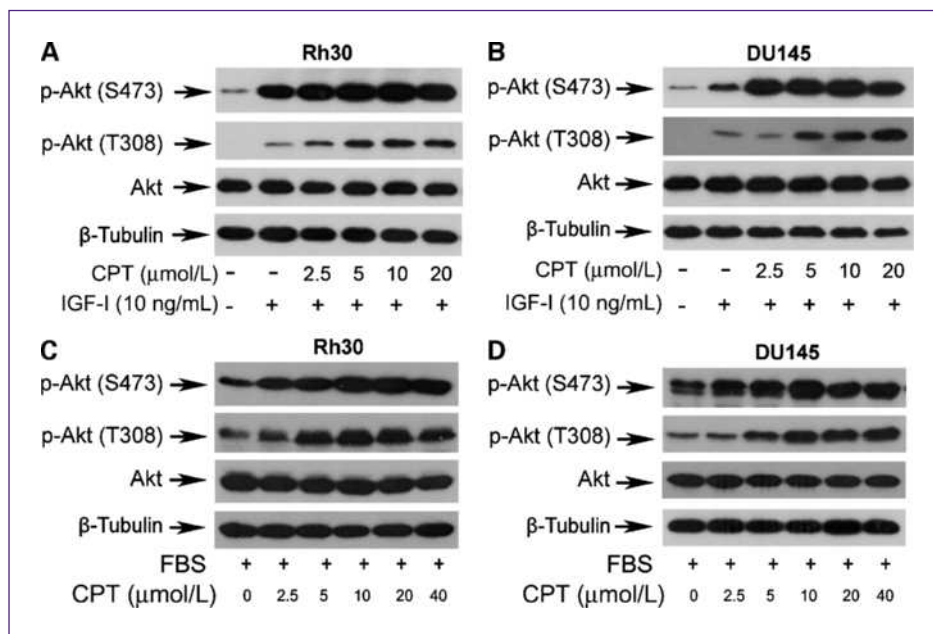 A
Rh30
p-Akt (S473)
p-Akt (T308)
Akt
β-Tubulin
CPT (μmol/L) - - 2.5 5 10 20
IGF-I (10 ng/mL) - + + + + +
B
DU145
p-Akt (S473)
p-Akt (T308)
Akt
β-Tubulin
CPT (μmol/L) - - 2.5 5 10 20
IGF-I (10 ng/mL) - + + + + +
C
Rh30
p-Akt (S473)
p-Akt (T308)
Akt
β-Tubulin
FBS + + + + + +
CPT (μmol/L) 0 2.5 5 10 20 40
D
DU145
p-Akt (S473)
p-Akt (T308)
Akt
β-Tubulin
FBS + + + + + +
CPT (μmol/L) 0 2.5 5 10 20 40